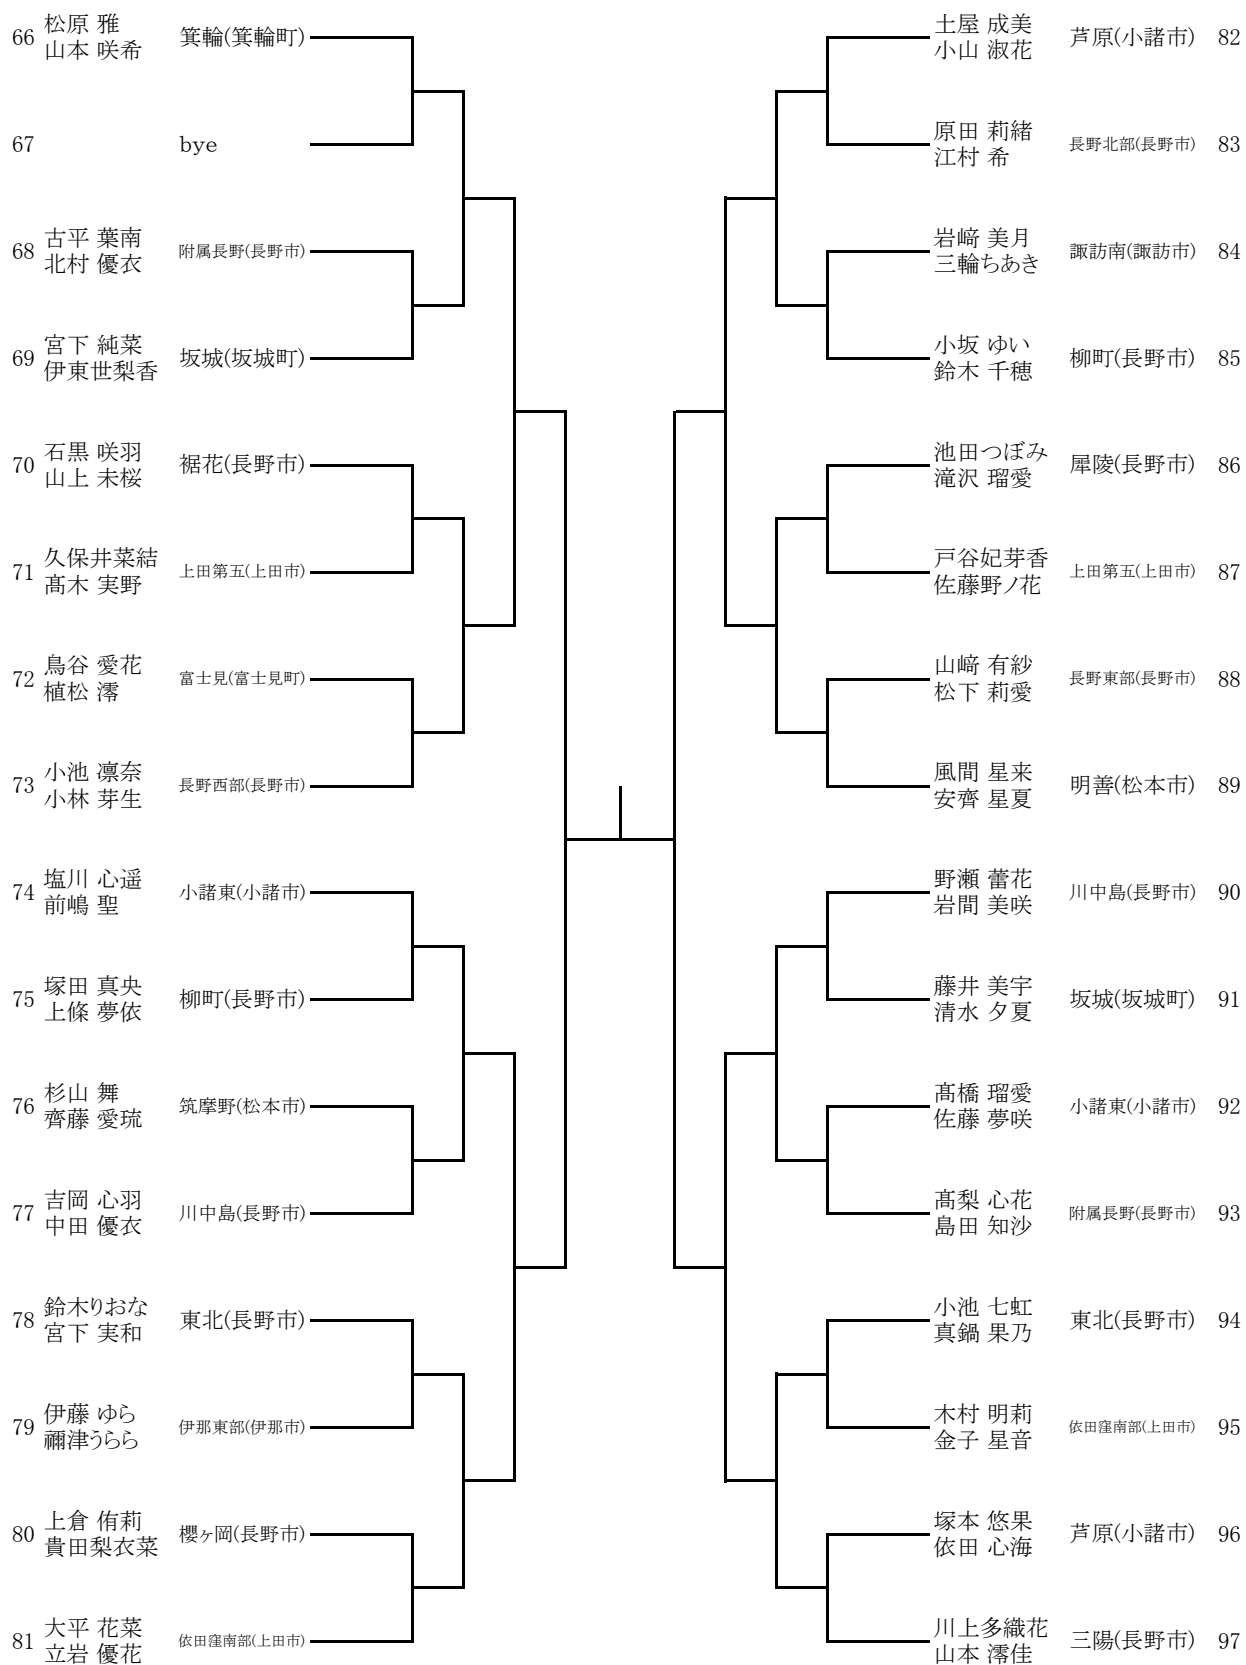 66 松原 雅 箕輪(箕輪町)
山本 咲希
67 bye
68 古平 葉南 附属長野(長野市)
北村 優衣
69 宮下 純菜 坂城(坂城町)
伊東世梨香
70 石黒 咲羽 裾花(長野市)
山上 未桜
71 久保井菜結 上田第五(上田市)
髙木 実野
72 鳥谷 愛花 富士見(富士見町)
植松 澪
73 小池 凛奈 長野西部(長野市)
小林 芽生
74 塩川 心遥 小諸東(小諸市)
前嶋 聖
75 塚田 真央 柳町(長野市)
上條 夢依
76 杉山 舞 筑摩野(松本市)
齊藤 愛琉
77 吉岡 心羽 川中島(長野市)
中田 優衣
78 鈴木りおな 東北(長野市)
宮下 実和
79 伊藤 ゆら 伊那東部(伊那市)
禰津うらら
80 上倉 侑莉 櫻ヶ岡(長野市)
貴田梨衣菜
81 大平 花菜 依田窪南部(上田市)
立岩 優花
土屋 成美 芦原(小諸市) 82
小山 淑花
原田 莉緒 長野北部(長野市) 83
江村 希
岩﨑 美月 諏訪南(諏訪市) 84
三輪ちあき
小坂 ゆい 柳町(長野市) 85
鈴木 千穂
池田つぼみ 犀陵(長野市) 86
滝沢 瑠愛
戸谷妃芽香 上田第五(上田市) 87
佐藤野ノ花
山﨑 有紗 長野東部(長野市) 88
松下 莉愛
風間 星来 明善(松本市) 89
安齊 星夏
野瀬 蕾花 川中島(長野市) 90
岩間 美咲
藤井 美宇 坂城(坂城町) 91
清水 夕夏
髙橋 瑠愛 小諸東(小諸市) 92
佐藤 夢咲
髙梨 心花 附属長野(長野市) 93
島田 知沙
小池 七虹 東北(長野市) 94
真鍋 果乃
木村 明莉 依田窪南部(上田市) 95
金子 星音
塚本 悠果 芦原(小諸市) 96
依田 心海
川上多織花 三陽(長野市) 97
山本 澪佳